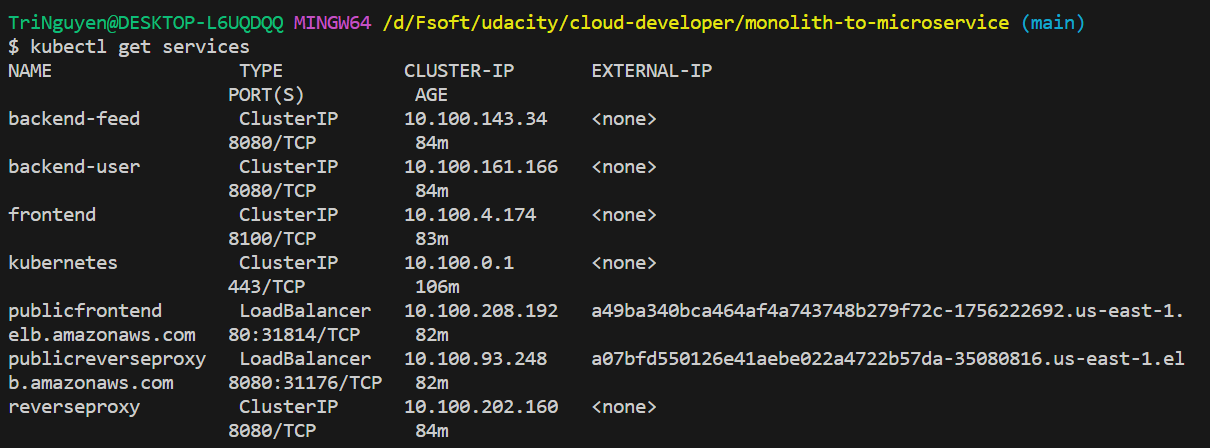 TriNguyen@DESKTOP-L6UQDQQ MINGW64 /d/Fsoft/udacity/cloud-developer/monolith-to-microservice (main)
$ kubectl get services
NAME TYPE CLUSTER-IP EXTERNAL-IP
PORT(S) AGE
backend-feed ClusterIP 10.100.143.34 <none>
8080/TCP 84m
backend-user ClusterIP 10.100.161.166 <none>
8080/TCP 84m
frontend ClusterIP 10.100.4.174 <none>
8100/TCP 83m
kubernetes ClusterIP 10.100.0.1 <none>
443/TCP 106m
publicfrontend LoadBalancer 10.100.208.192 a49ba340bca464af4a743748b279f72c-1756222692.us-east-1.
elb.amazonaws.com 80:31814/TCP 82m
publicreverseproxy LoadBalancer 10.100.93.248 a07bfd550126e41aebe022a4722b57da-35080816.us-east-1.el
b.amazonaws.com 8080:31176/TCP 82m
reverseproxy ClusterIP 10.100.202.160 <none>
8080/TCP 84m